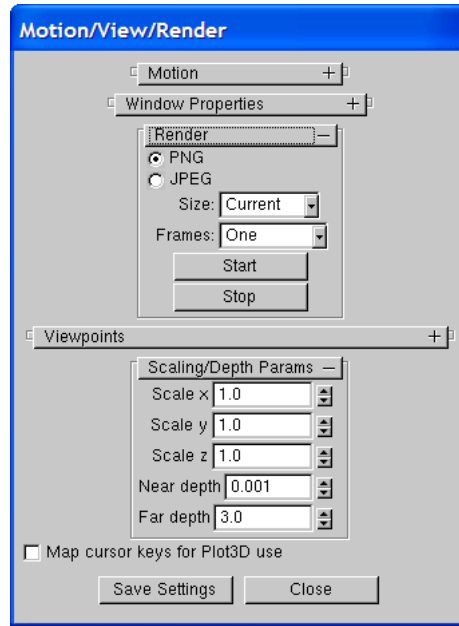 Motion/View/Render
Motion +
Window Properties +
Render –
PNG
JPEG
Size: Current
Frames: One
Start
Stop
Viewpoints +
Scaling/Depth Params –
Scale x 1.0
Scale y 1.0
Scale z 1.0
Near depth 0.001
Far depth 3.0
Map cursor keys for Plot3D use
Save Settings Close